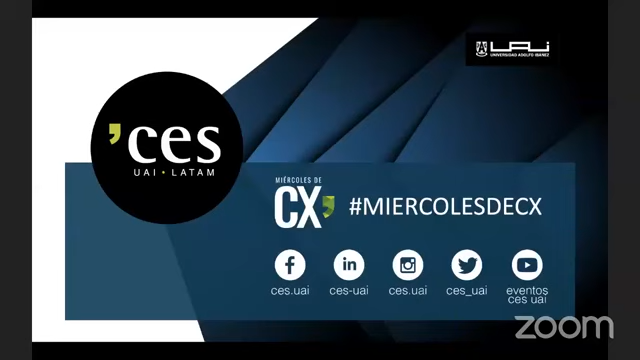 UAI
UNIVERSIDAD ADOLFO IBÁÑEZ
'ces
UAI • LATAM
MIÉRCOLES DE
CX
#MIERCOLESDECX
ces.uai
ces-uai
ces.uai
ces_uai
eventos
ces uai
zoom